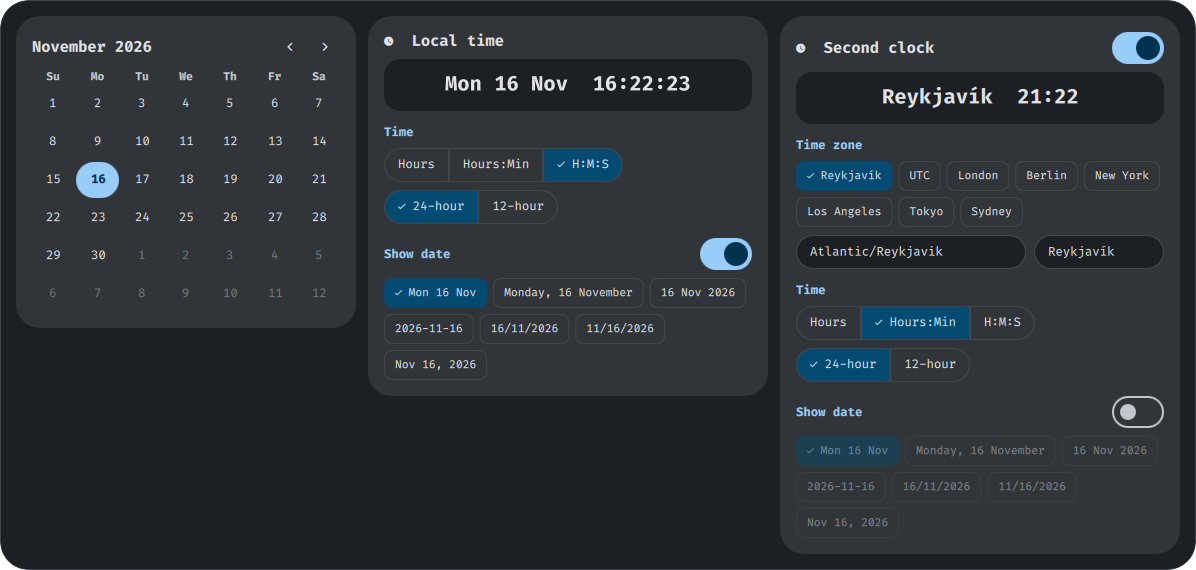 November 2026
Su Mo Tu We Th Fr Sa
1 2 3 4 5 6 7
8 9 10 11 12 13 14
15 16 17 18 19 20 21
22 23 24 25 26 27 28
29 30 1 2 3 4 5
6 7 8 9 10 11 12
Local time
Mon 16 Nov 16:22:23
Time
Hours Hours:Min ✓ H:M:S
✓ 24-hour 12-hour
Show date
✓ Mon 16 Nov Monday, 16 November 16 Nov 2026
2026-11-16 16/11/2026 11/16/2026
Nov 16, 2026
Second clock
Reykjavík 21:22
Time zone
✓ Reykjavík UTC London Berlin New York
Los Angeles Tokyo Sydney
Atlantic/Reykjavik Reykjavík
Time
Hours ✓ Hours:Min H:M:S
✓ 24-hour 12-hour
Show date
✓ Mon 16 Nov Monday, 16 November 16 Nov 2026
2026-11-16 16/11/2026 11/16/2026
Nov 16, 2026